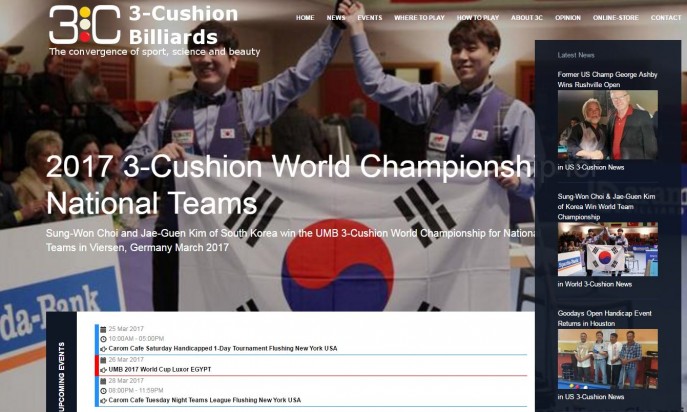 3-Cushion
3C
Billiards
The convergence of sport, science and beauty
HOME NEWS EVENTS WHERE TO PLAY HOW TO PLAY ABOUT 3C OPINION ONLINE-STORE CONTACT
2017 3-Cushion World Championship for
National Teams
Sung-Won Choi and Jae-Guen Kim of South Korea win the UMB 3-Cushion World Championship for National
Teams in Viersen, Germany March 2017
da-Bank
UPCOMING EVENTS
25 Mar 2017
10:00AM - 05:00PM
Carom Cafe Saturday Handicapped 1-Day Tournament Flushing New York USA
26 Mar 2017
UMB 2017 World Cup Luxor EGYPT
28 Mar 2017
08:00PM - 11:59PM
Carom Cafe Tuesday Night Teams League Flushing New York USA
Latest News
Former US Champ George Ashby
Wins Rushville Open
in US 3-Cushion News
Sung-Won Choi & Jae-Guen Kim
of Korea Win World Team
Championship
in World 3-Cushion News
Goodays Open Handicap Event
Returns in Houston
in US 3-Cushion News